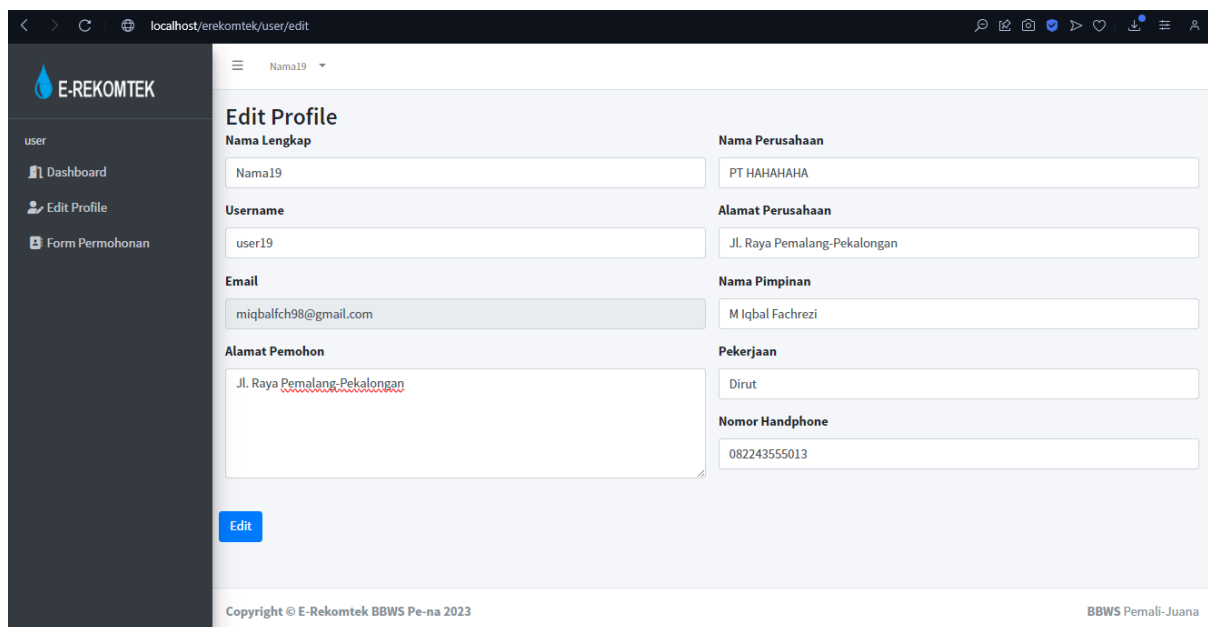 localhost/erekomtek/user/edit
E-REKOMTEK
Nama19
user
Dashboard
Edit Profile
Form Permohonan
Edit Profile
Nama Lengkap
Nama19
Username
user19
Email
miqbalfch98@gmail.com
Alamat Pemohon
Jl. Raya Pemalang-Pekalongan
Nama Perusahaan
PT HAHAHAHA
Alamat Perusahaan
Jl. Raya Pemalang-Pekalongan
Nama Pimpinan
M Iqbal Fachrezi
Pekerjaan
Dirut
Nomor Handphone
082243555013
Edit
Copyright © E-Rekomtek BBWS Pe-na 2023
BBWS Pemali-Juana